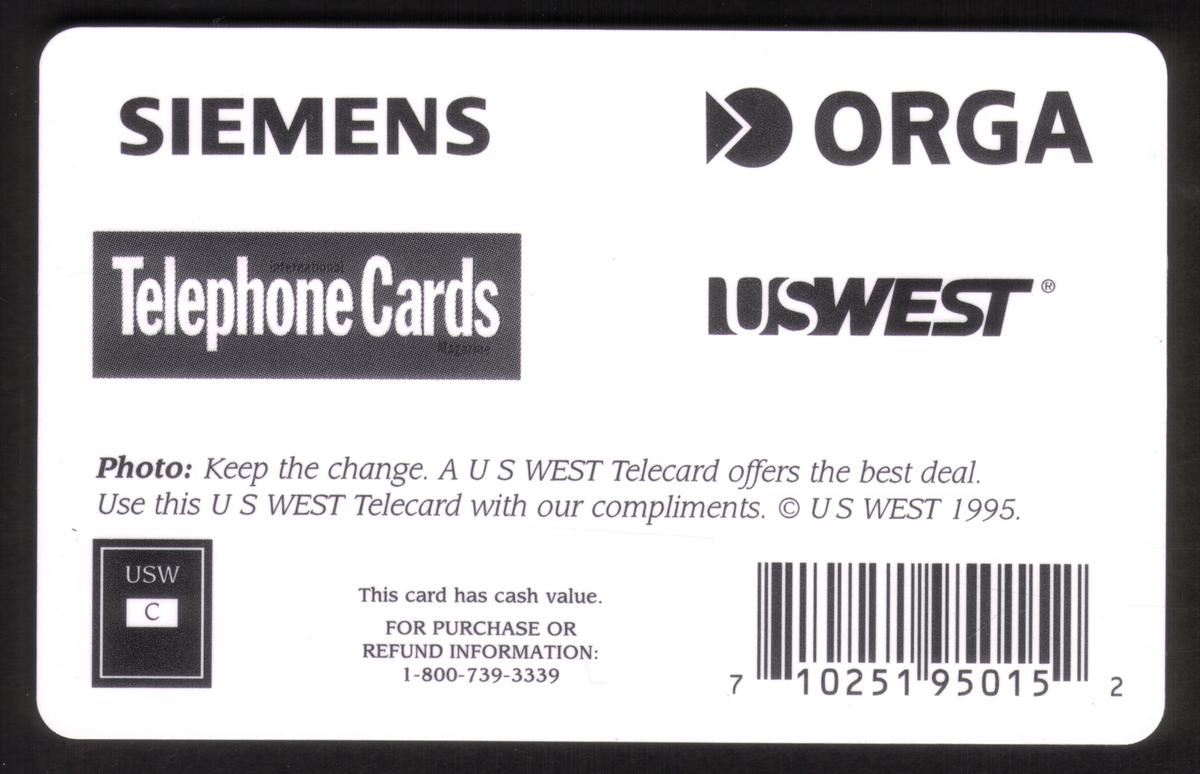 SIEMENS
ORGA
international
Telephone Cards
Magazine
USWEST®
Photo: Keep the change. A U S WEST Telecard offers the best deal.
Use this U S WEST Telecard with our compliments. © U S WEST 1995.
USW
C
This card has cash value.
FOR PURCHASE OR
REFUND INFORMATION:
1-800-739-3339
7 10251 95015 2